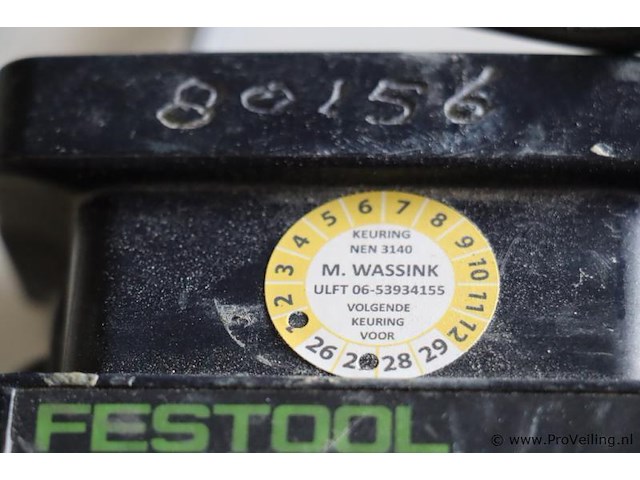 80156
2 3 4 5 6 7 8 9 10 11 12
KEURING
NEN 3140
M. WASSINK
ULFT 06-53934155
VOLGENDE
KEURING
VOOR
26 28 29
FESTOOL
© www.ProVeiling.nl